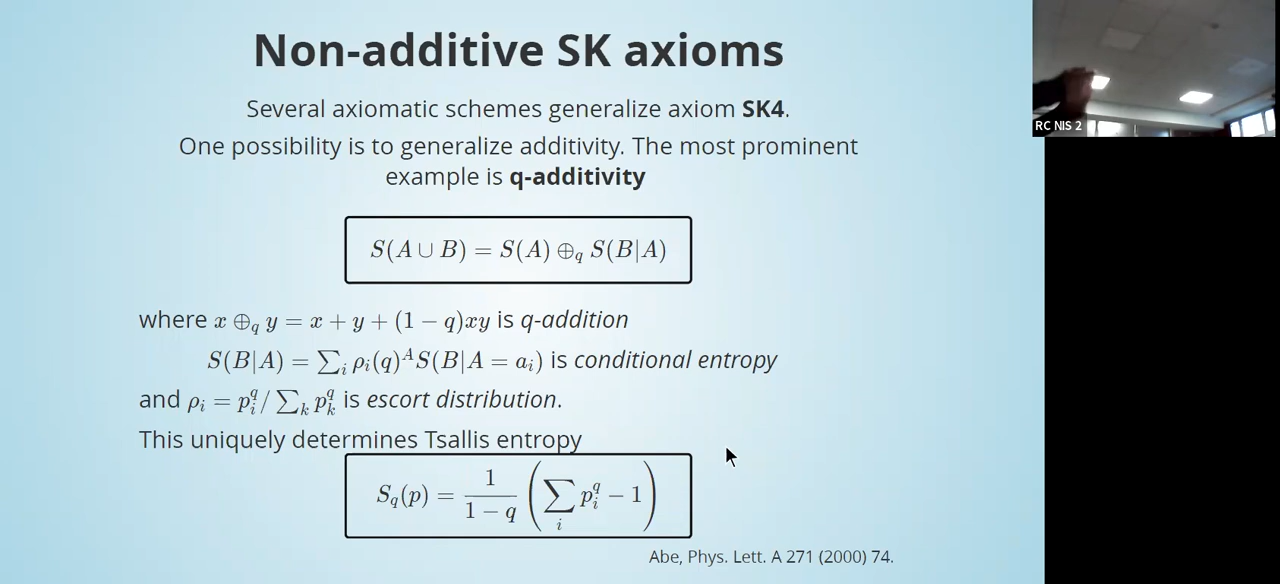 Non-additive SK axioms
Several axiomatic schemes generalize axiom SK4.
One possibility is to generalize additivity. The most prominent
example is q-additivity
S(A ∪ B) = S(A) ⊕_q S(B|A)
where x ⊕_q y = x + y + (1 − q)xy is q-addition
S(B|A) = ∑_i ρ_i(q)^A S(B|A = a_i) is conditional entropy
and ρ_i = p_i^q / ∑_k p_k^q is escort distribution.
This uniquely determines Tsallis entropy
S_q(p) = \frac{1}{1 − q} (∑_i p_i^q − 1)
Abe, Phys. Lett. A 271 (2000) 74.
RC NIS 2